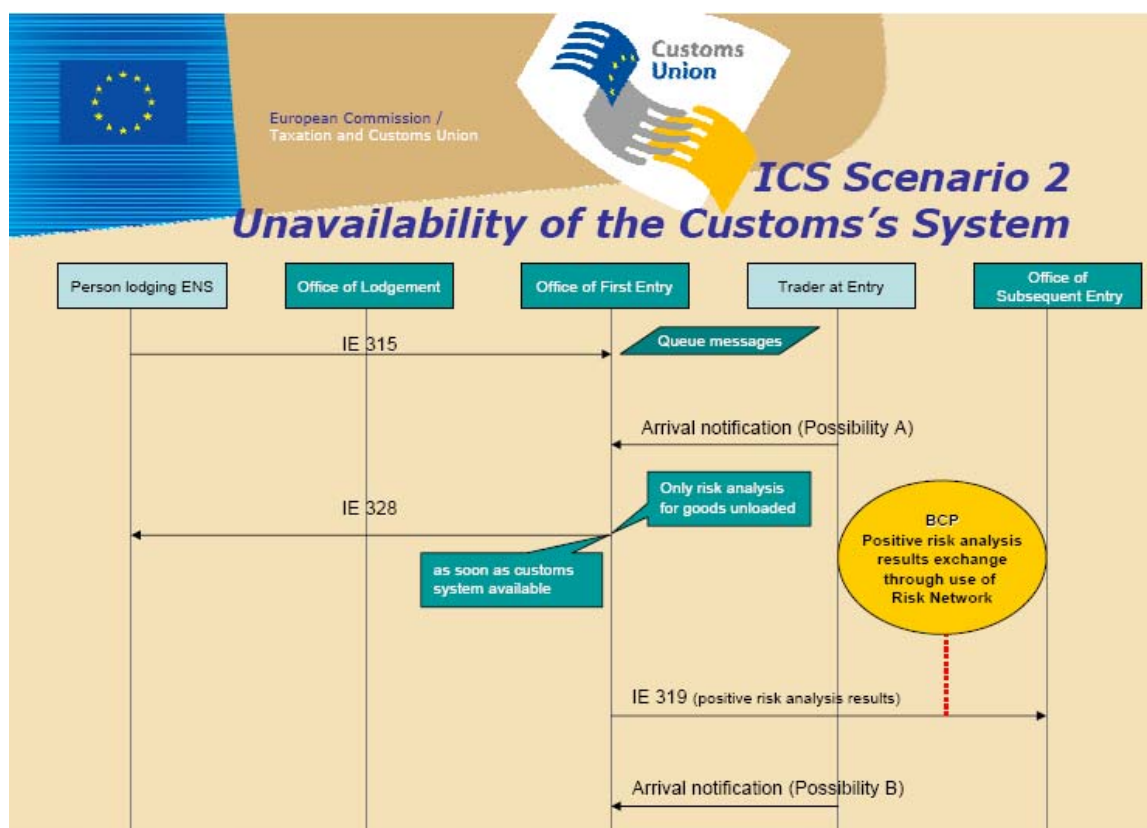 European Commission /
Taxation and Customs Union
Customs
Union
ICS Scenario 2
Unavailability of the Customs's System
Person lodging ENS
Office of Lodgement
Office of First Entry
Trader at Entry
Office of
Subsequent Entry
IE 315
Queue messages
Arrival notification (Possibility A)
Only risk analysis
for goods unloaded
IE 328
as soon as customs
system available
BCP
Positive risk analysis
results exchange
through use of
Risk Network
IE 319 (positive risk analysis results)
Arrival notification (Possibility B)